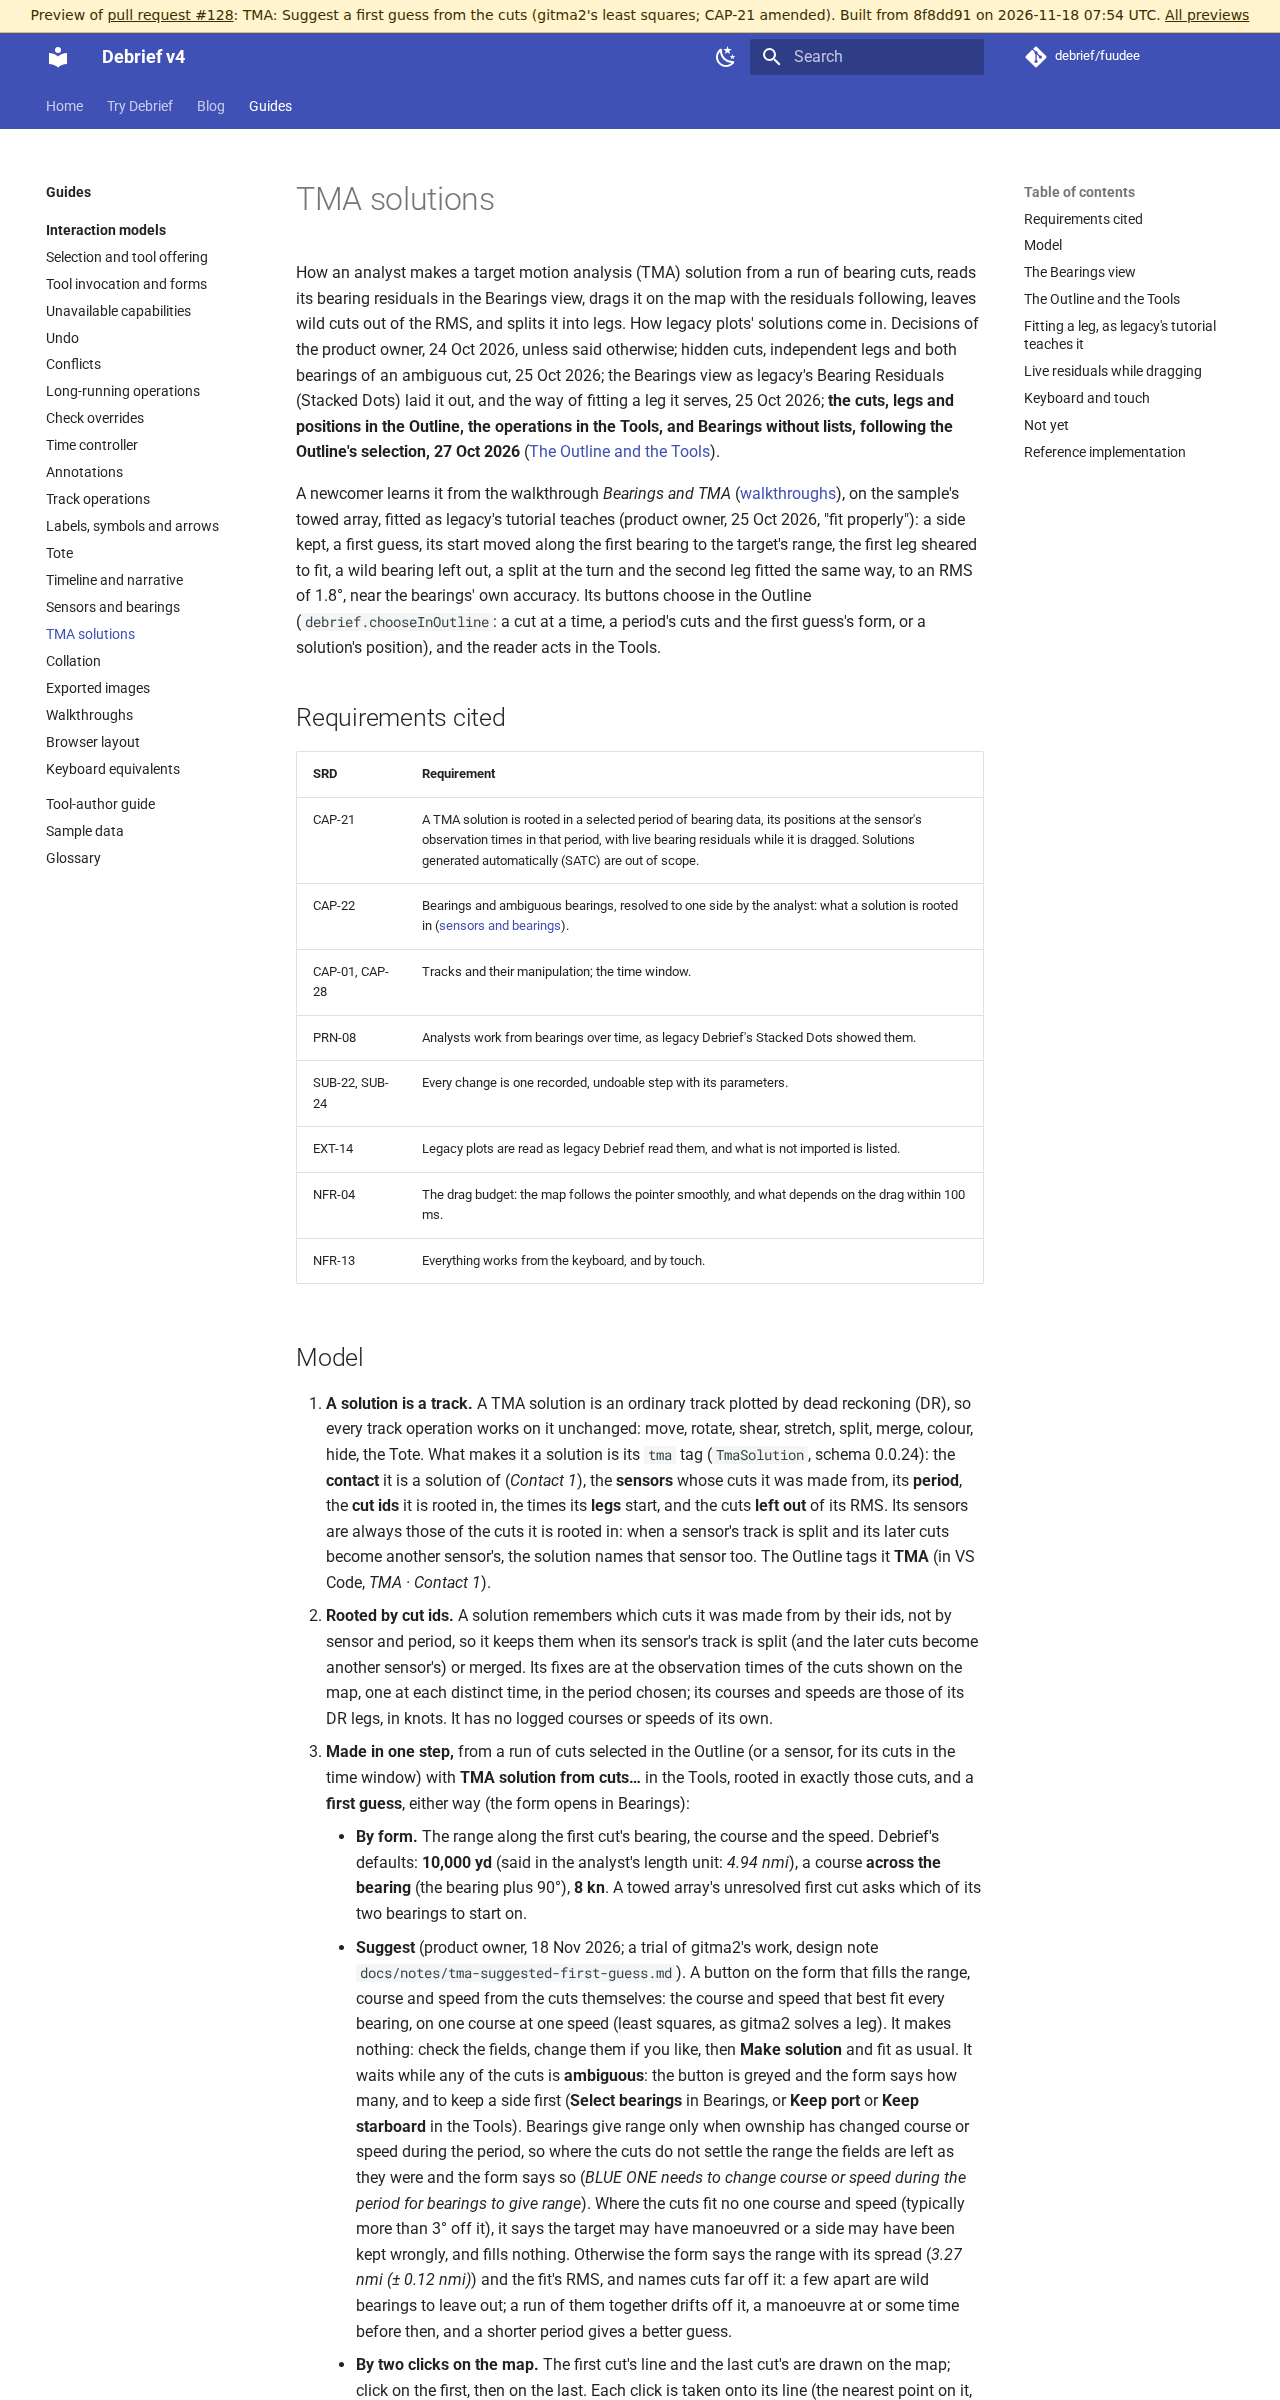 Preview of pull request #128: TMA: Suggest a first guess from the cuts (gitma2's least squares; CAP-21 amended). Built from 8f8dd91 on 2026-11-18 07:54 UTC. All previews
Debrief v4
Search
debrief/fuudee
Home
Try Debrief
Blog
Guides
Guides
Interaction models
Selection and tool offering
Tool invocation and forms
Unavailable capabilities
Undo
Conflicts
Long-running operations
Check overrides
Time controller
Annotations
Track operations
Labels, symbols and arrows
Tote
Timeline and narrative
Sensors and bearings
TMA solutions
Collation
Exported images
Walkthroughs
Browser layout
Keyboard equivalents
Tool-author guide
Sample data
Glossary
TMA solutions
How an analyst makes a target motion analysis (TMA) solution from a run of bearing cuts, reads
its bearing residuals in the Bearings view, drags it on the map with the residuals following, leaves
wild cuts out of the RMS, and splits it into legs. How legacy plots' solutions come in. Decisions of
the product owner, 24 Oct 2026, unless said otherwise; hidden cuts, independent legs and both
bearings of an ambiguous cut, 25 Oct 2026; the Bearings view as legacy's Bearing Residuals
(Stacked Dots) laid it out, and the way of fitting a leg it serves, 25 Oct 2026; the cuts, legs and
positions in the Outline, the operations in the Tools, and Bearings without lists, following the
Outline's selection, 27 Oct 2026 (The Outline and the Tools).
A newcomer learns it from the walkthrough Bearings and TMA (walkthroughs), on the sample's
towed array, fitted as legacy's tutorial teaches (product owner, 25 Oct 2026, "fit properly"): a side
kept, a first guess, its start moved along the first bearing to the target's range, the first leg sheared
to fit, a wild bearing left out, a split at the turn and the second leg fitted the same way, to an RMS
of 1.8°, near the bearings' own accuracy. Its buttons choose in the Outline
(debrief.chooseInOutline: a cut at a time, a period's cuts and the first guess's form, or a
solution's position), and the reader acts in the Tools.
Requirements cited
SRD Requirement
CAP-21 A TMA solution is rooted in a selected period of bearing data, its positions at the sensor's
observation times in that period, with live bearing residuals while it is dragged. Solutions
generated automatically (SATC) are out of scope.
CAP-22 Bearings and ambiguous bearings, resolved to one side by the analyst: what a solution is rooted
in (sensors and bearings).
CAP-01, CAP-
28 Tracks and their manipulation; the time window.
PRN-08 Analysts work from bearings over time, as legacy Debrief's Stacked Dots showed them.
SUB-22, SUB-
24 Every change is one recorded, undoable step with its parameters.
EXT-14 Legacy plots are read as legacy Debrief read them, and what is not imported is listed.
NFR-04 The drag budget: the map follows the pointer smoothly, and what depends on the drag within 100
ms.
NFR-13 Everything works from the keyboard, and by touch.
Model
1. A solution is a track. A TMA solution is an ordinary track plotted by dead reckoning (DR), so
every track operation works on it unchanged: move, rotate, shear, stretch, split, merge, colour,
hide, the Tote. What makes it a solution is its tma tag (TmaSolution, schema 0.0.24): the
contact it is a solution of (Contact 1), the sensors whose cuts it was made from, its period,
the cut ids it is rooted in, the times its legs start, and the cuts left out of its RMS. Its sensors
are always those of the cuts it is rooted in: when a sensor's track is split and its later cuts
become another sensor's, the solution names that sensor too. The Outline tags it TMA (in VS
Code, TMA · Contact 1).
2. Rooted by cut ids. A solution remembers which cuts it was made from by their ids, not by
sensor and period, so it keeps them when its sensor's track is split (and the later cuts become
another sensor's) or merged. Its fixes are at the observation times of the cuts shown on the
map, one at each distinct time, in the period chosen; its courses and speeds are those of its
DR legs, in knots. It has no logged courses or speeds of its own.
3. Made in one step, from a run of cuts selected in the Outline (or a sensor, for its cuts in the
time window) with TMA solution from cuts… in the Tools, rooted in exactly those cuts, and a
first guess, either way (the form opens in Bearings):
• By form. The range along the first cut's bearing, the course and the speed. Debrief's
defaults: 10,000 yd (said in the analyst's length unit: 4.94 nmi), a course across the
bearing (the bearing plus 90°), 8 kn. A towed array's unresolved first cut asks which of its
two bearings to start on.
• Suggest (product owner, 18 Nov 2026; a trial of gitma2's work, design note
docs/notes/tma-suggested-first-guess.md). A button on the form that fills the range,
course and speed from the cuts themselves: the course and speed that best fit every
bearing, on one course at one speed (least squares, as gitma2 solves a leg). It makes
nothing: check the fields, change them if you like, then Make solution and fit as usual. It
waits while any of the cuts is ambiguous: the button is greyed and the form says how
many, and to keep a side first (Select bearings in Bearings, or Keep port or Keep
starboard in the Tools). Bearings give range only when ownship has changed course or
speed during the period, so where the cuts do not settle the range the fields are left as
they were and the form says so (BLUE ONE needs to change course or speed during the
period for bearings to give range). Where the cuts fit no one course and speed (typically
more than 3° off it), it says the target may have manoeuvred or a side may have been
kept wrongly, and fills nothing. Otherwise the form says the range with its spread (3.27
nmi (± 0.12 nmi)) and the fit's RMS, and names cuts far off it: a few apart are wild
bearings to leave out; a run of them together drifts off it, a manoeuvre at or some time
before then, and a shorter period gives a better guess.
• By two clicks on the map. The first cut's line and the last cut's are drawn on the map;
click on the first, then on the last. Each click is taken onto its line (the nearest point on it,
Table of contents
Requirements cited
Model
The Bearings view
The Outline and the Tools
Fitting a leg, as legacy's tutorial
teaches it
Live residuals while dragging
Keyboard and touch
Not yet
Reference implementation